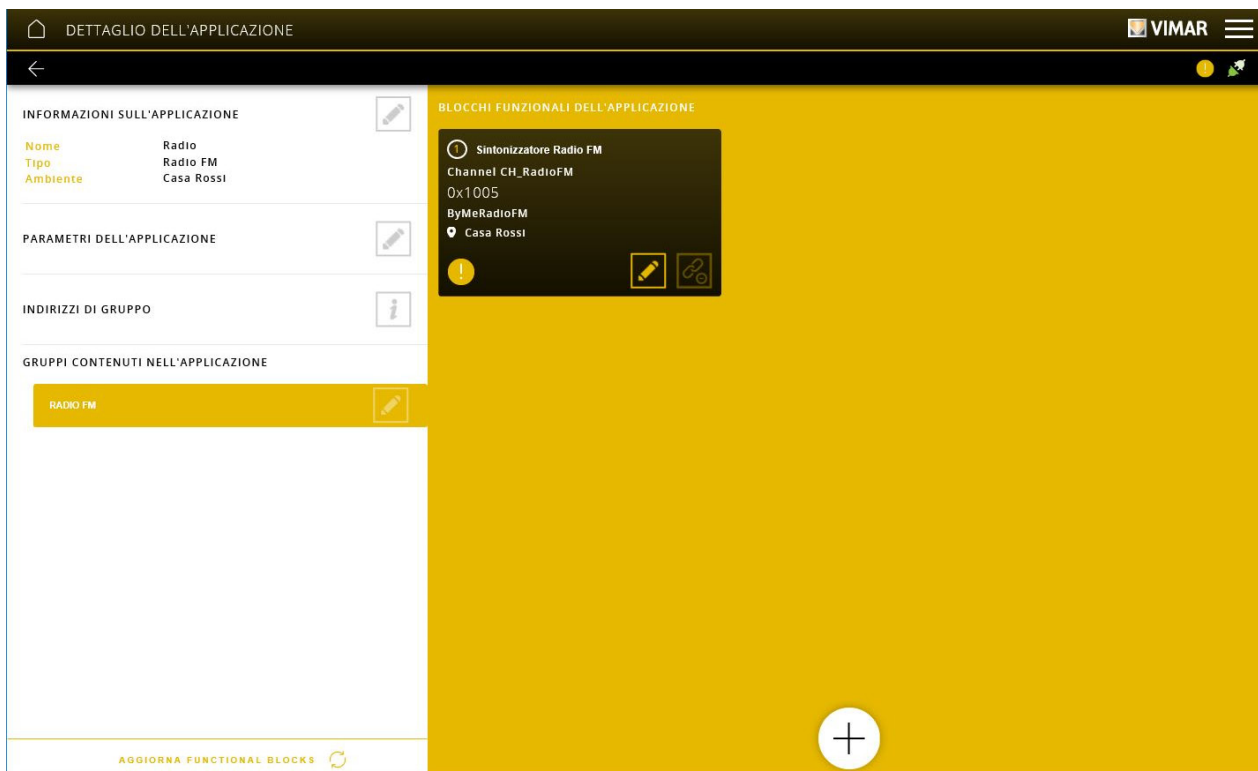 DETTAGLIO DELL'APPLICAZIONE
VIMAR
INFORMAZIONI SULL'APPLICAZIONE
Nome Radio
Tipo Radio FM
Ambiente Casa Rossi
PARAMETRI DELL'APPLICAZIONE
INDIRIZZI DI GRUPPO
i
GRUPPI CONTENUTI NELL'APPLICAZIONE
RADIO FM
AGGIORNA FUNCTIONAL BLOCKS
BLOCCHI FUNZIONALI DELL'APPLICAZIONE
1 Sintonizzatore Radio FM
Channel CH_RadioFM
0x1005
ByMeRadioFM
Casa Rossi